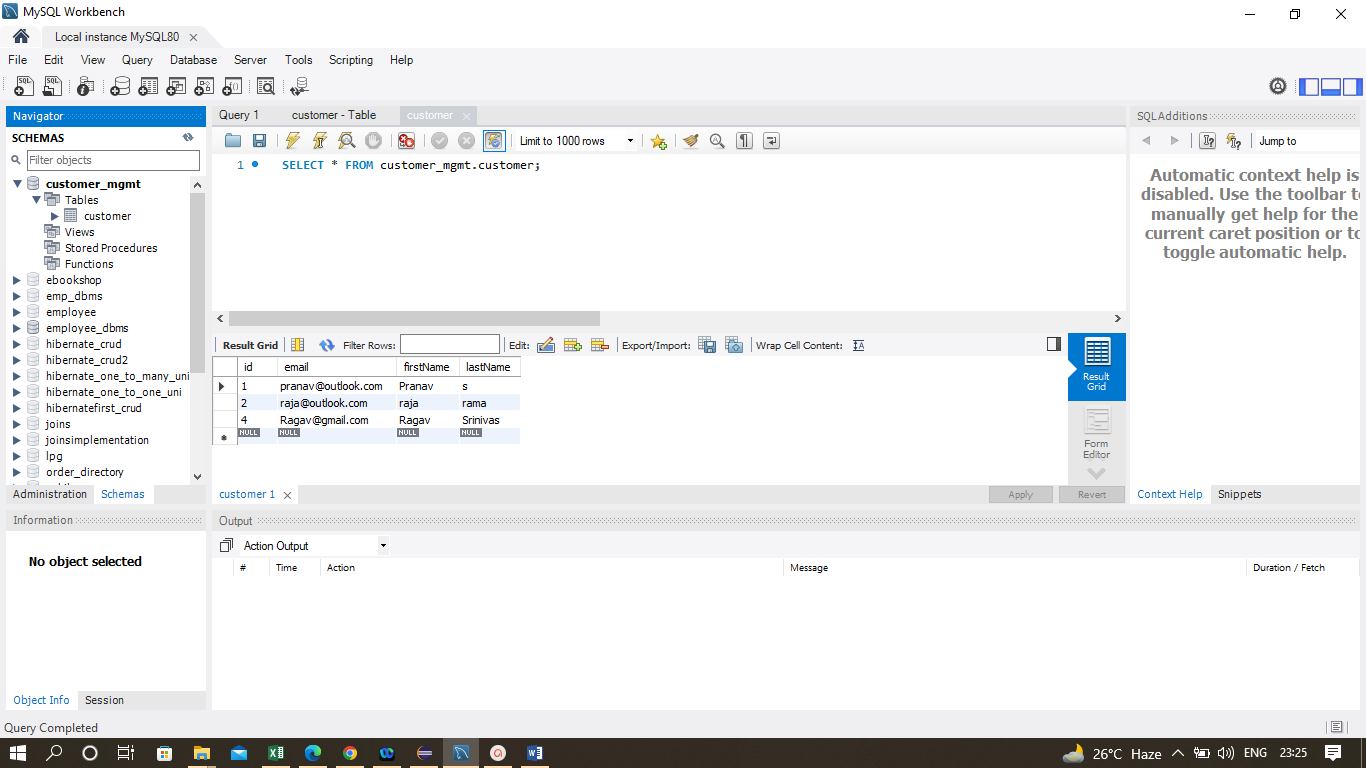 MySQL Workbench
Local instance MySQL80
File Edit View Query Database Server Tools Scripting Help
Navigator
SCHEMAS
Filter objects
customer_mgmt
Tables
customer
Views
Stored Procedures
Functions
ebookshop
emp_dbms
employee
employee_dbms
hibernate_crud
hibernate_crud2
hibernate_one_to_many_uni
hibernate_one_to_one_uni
hibernatefirst_crud
joins
joinsimplementation
lpg
order_directory
Administration Schemas
Information
No object selected
Object Info Session
Query 1 customer - Table customer
Limit to 1000 rows
1 SELECT * FROM customer_mgmt.customer;
Result Grid Filter Rows: Edit: Export/Import: Wrap Cell Content:
id email firstName lastName
1 pranav@outlook.com Pranav s
2 raja@outlook.com raja rama
4 Ragav@gmail.com Ragav Srinivas
NULL NULL NULL NULL
Result
Grid
Form
Editor
customer 1 Apply Revert
SQLAdditions
Jump to
Automatic context help is
disabled. Use the toolbar to
manually get help for the
current caret position or to
toggle automatic help.
Context Help Snippets
Output
Action Output
# Time Action Message Duration / Fetch
Query Completed
26°C Haze ENG 23:25